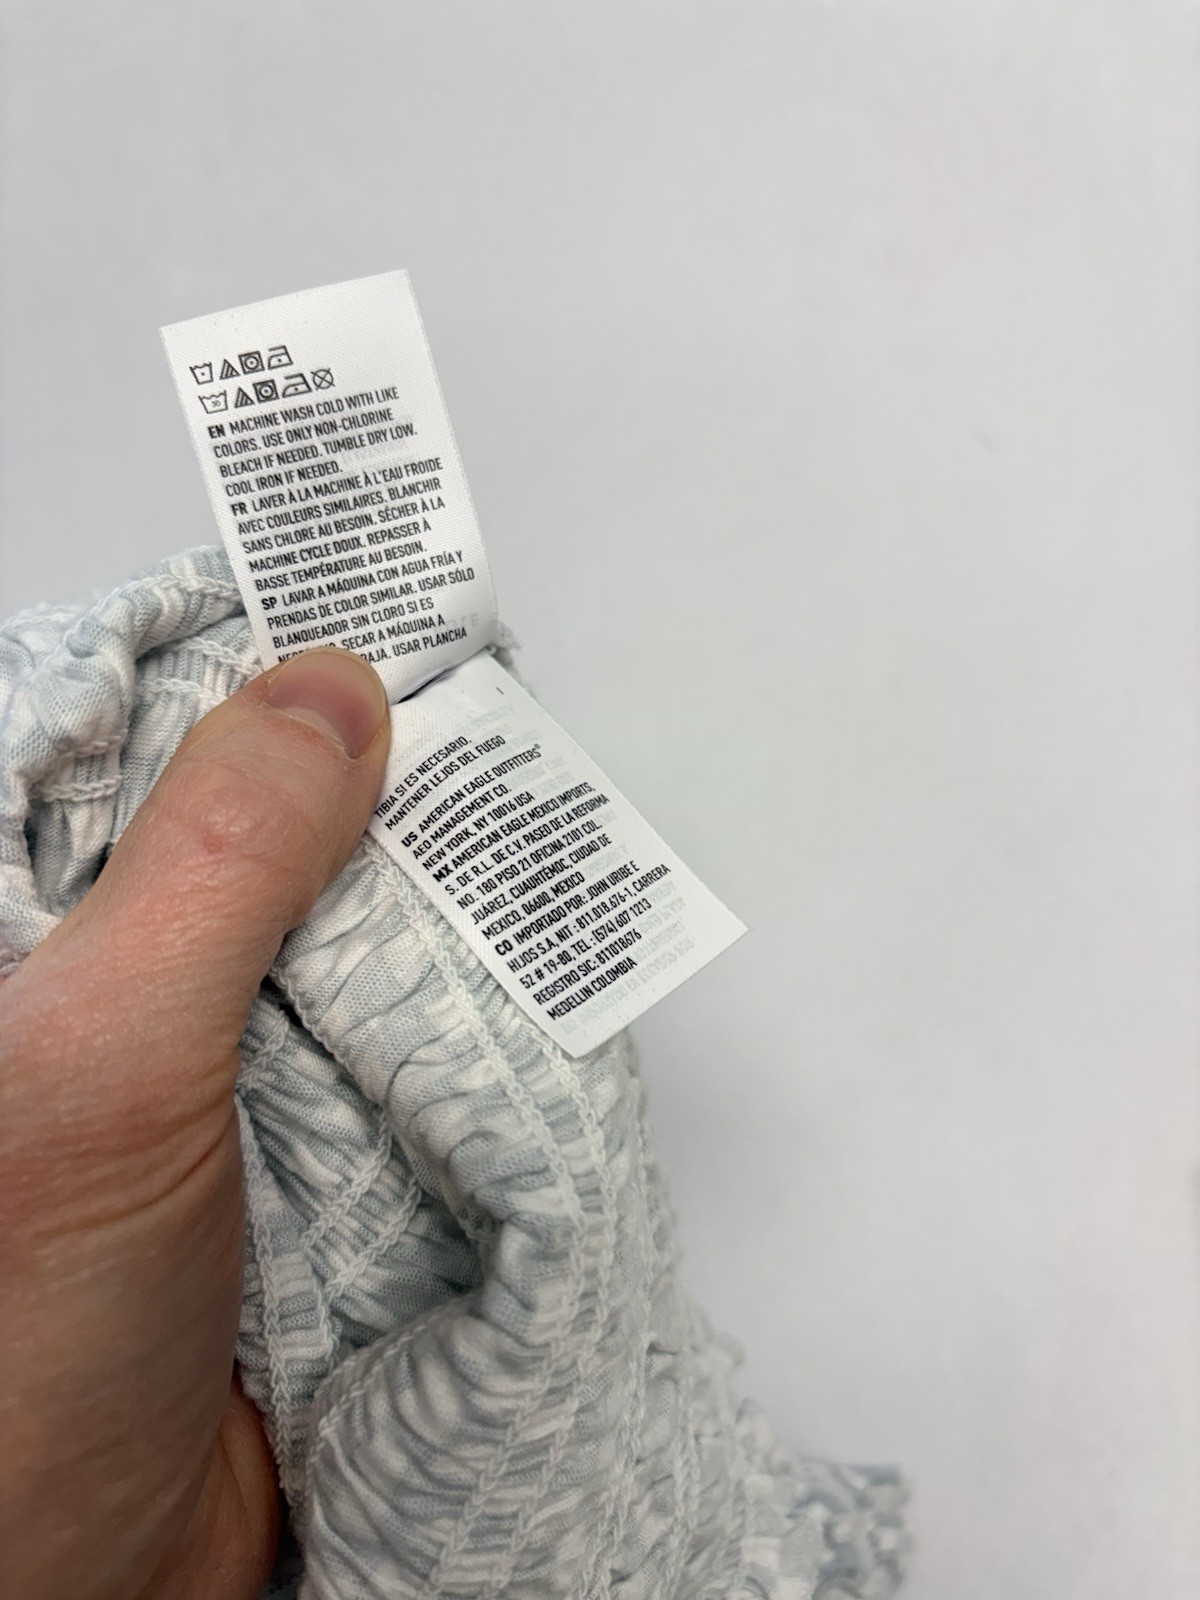 30
EN MACHINE WASH COLD WITH LIKE
COLORS. USE ONLY NON-CHLORINE
BLEACH IF NEEDED. TUMBLE DRY LOW.
COOL IRON IF NEEDED.
FR LAVER À LA MACHINE À L'EAU FROIDE
AVEC COULEURS SIMILAIRES. BLANCHIR
SANS CHLORE AU BESOIN. SÉCHER À LA
MACHINE CYCLE DOUX. REPASSER À
BASSE TEMPÉRATURE AU BESOIN.
SP LAVAR A MÁQUINA CON AGUA FRÍA Y
PRENDAS DE COLOR SIMILAR. USAR SÓLO
BLANQUEADOR SIN CLORO SI ES
SECAR A MÁQUINA A
USAR PLANCHA
TIBIA SI ES NECESARIO.
MANTENER LEJOS DEL FUEGO
US AMERICAN EAGLE OUTFITTERS®
AEO MANAGEMENT CO.
NEW YORK, NY 10016 USA
MX AMERICAN EAGLE MEXICO IMPORTS,
S. DE R.L. DE C.V. PASEO DE LA REFORMA
NO. 180 PISO 21 OFICINA 2101 COL.
JUÁREZ, CUAUHTÉMOC, CIUDAD DE
MEXICO, 06600, MEXICO
CO IMPORTADO POR: JOHN URIBE E
HIJOS S.A, NIT : 811.018.676-1, CARRERA
52 # 19-80, TEL : (574) 607 1213
REGISTRO SIC: 811018676
MEDELLIN COLOMBIA